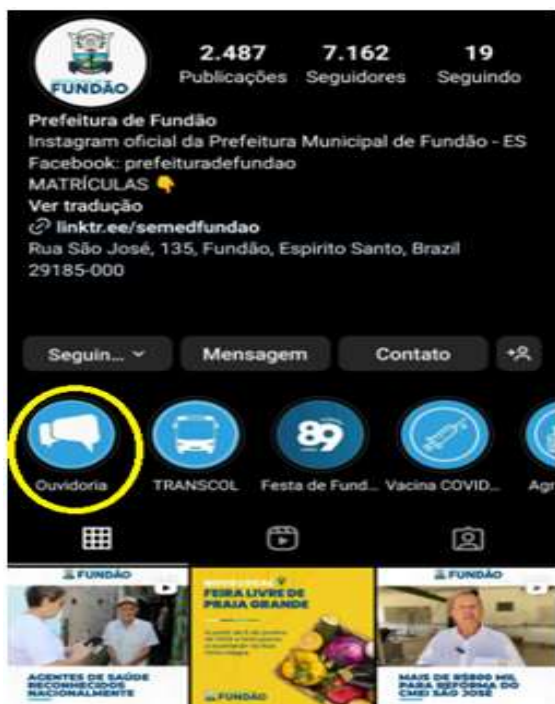 FUNDÃO
2.487 7.162 19
Publicações Seguidores Seguindo
Prefeitura de Fundão
Instagram oficial da Prefeitura Municipal de Fundão - ES
Facebook: prefeituradefundao
MATRÍCULAS 👇
Ver tradução
linktr.ee/semedfundao
Rua São José, 135, Fundão, Espirito Santo, Brazil
29185-000
Seguin... Mensagem Contato
89
Ouvidoria TRANSCOL Festa de Fund... Vacina COVID... Agr
FUNDÃO
AGENTES DE SAÚDE
RECONHECIDOS
NACIONALMENTE
FEIRA LIVRE DE
PRAIA GRANDE
FUNDÃO
FUNDÃO
MAIS DE R$800 MIL
PARA REFORMA DO
CMEI SÃO JOSÉ